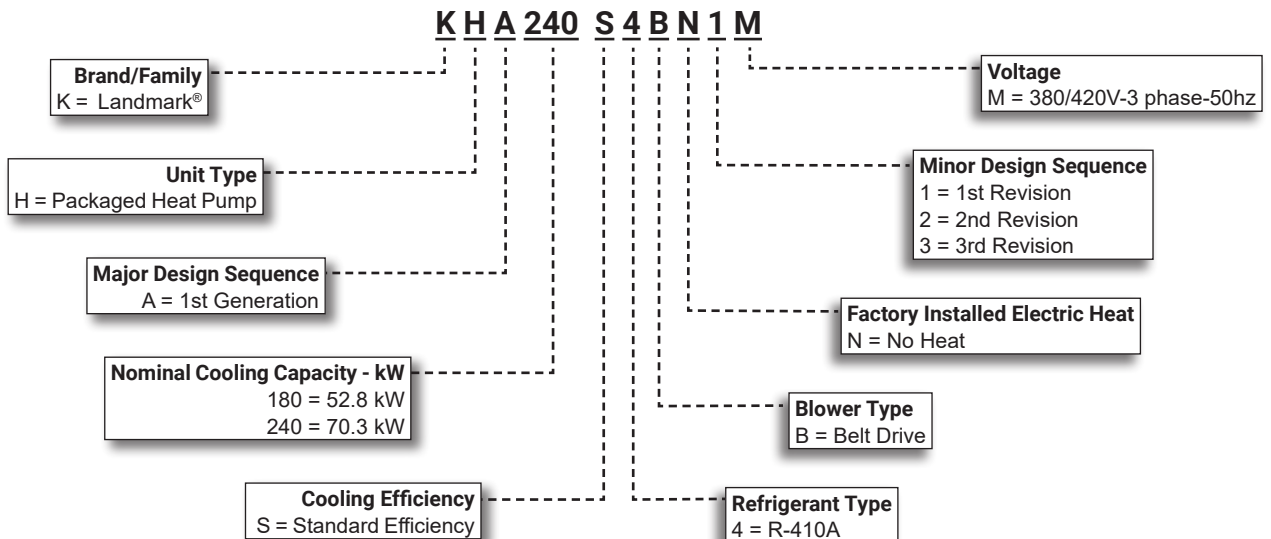 K H A 240 S 4 B N 1 M
Brand/Family
K = Landmark®
Voltage
M = 380/420V-3 phase-50hz
Unit Type
H = Packaged Heat Pump
Minor Design Sequence
1 = 1st Revision
2 = 2nd Revision
3 = 3rd Revision
Major Design Sequence
A = 1st Generation
Factory Installed Electric Heat
N = No Heat
Nominal Cooling Capacity - kW
180 = 52.8 kW
240 = 70.3 kW
Blower Type
B = Belt Drive
Cooling Efficiency
S = Standard Efficiency
Refrigerant Type
4 = R-410A